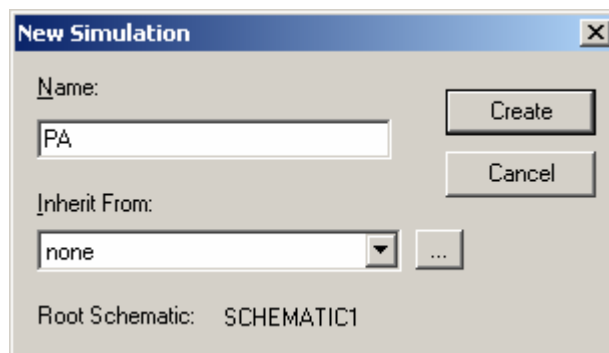 New Simulation
Name:
Create
PA
Cancel
Inherit From:
none
...
Root Schematic: SCHEMATIC1